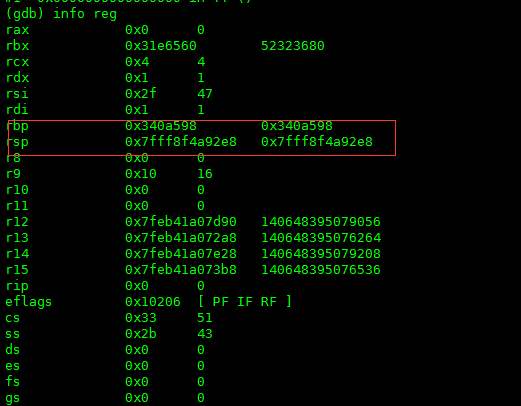 #1  0x0000000000000000 in ?? ()
(gdb) info reg
rax 0x0 0
rbx 0x31e6560 52323680
rcx 0x4 4
rdx 0x1 1
rsi 0x2f 47
rdi 0x1 1
rbp 0x340a598 0x340a598
rsp 0x7fff8f4a92e8 0x7fff8f4a92e8
r8 0x0 0
r9 0x10 16
r10 0x0 0
r11 0x0 0
r12 0x7feb41a07d90 140648395079056
r13 0x7feb41a072a8 140648395076264
r14 0x7feb41a07e28 140648395079208
r15 0x7feb41a073b8 140648395076536
rip 0x0 0
eflags 0x10206 [ PF IF RF ]
cs 0x33 51
ss 0x2b 43
ds 0x0 0
es 0x0 0
fs 0x0 0
gs 0x0 0